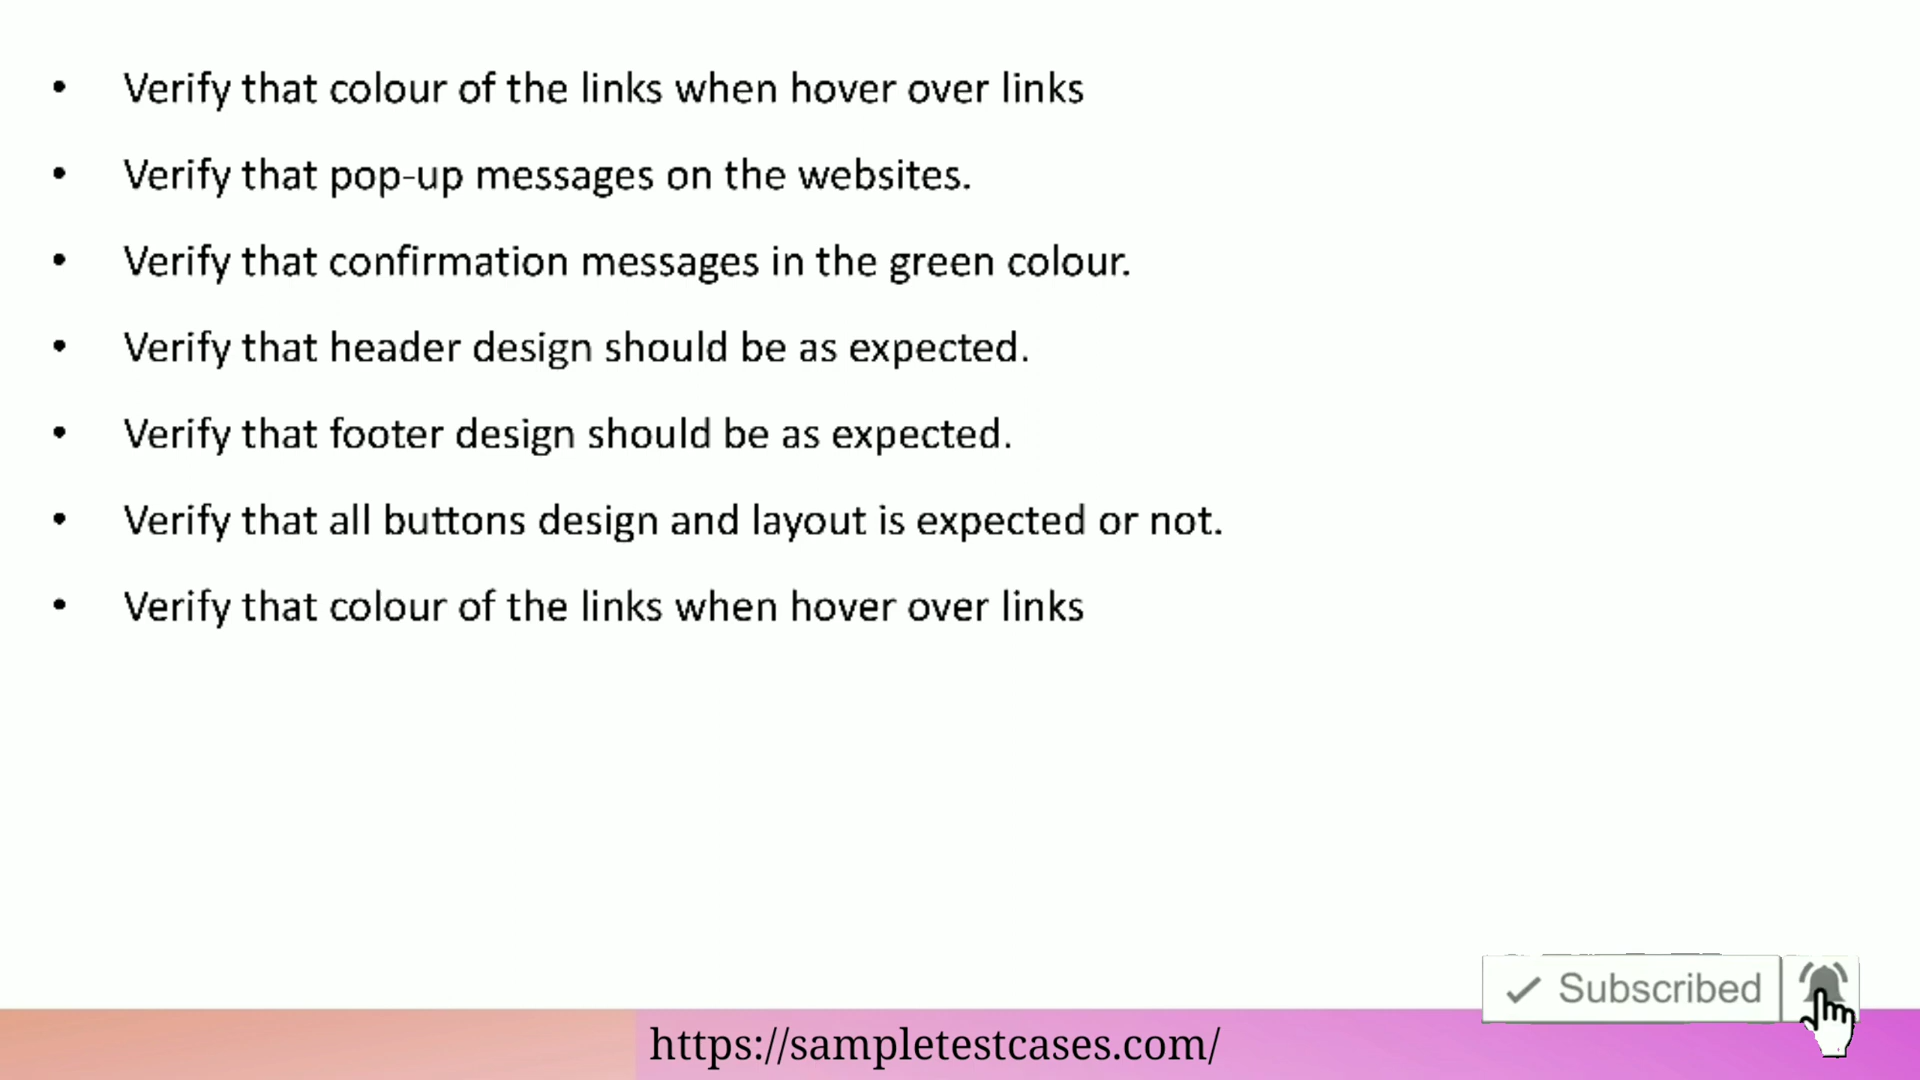 • Verify that colour of the links when hover over links
• Verify that pop-up messages on the websites.
• Verify that confirmation messages in the green colour.
• Verify that header design should be as expected.
• Verify that footer design should be as expected.
• Verify that all buttons design and layout is expected or not.
• Verify that colour of the links when hover over links
Subscribed
https://sampletestcases.com/